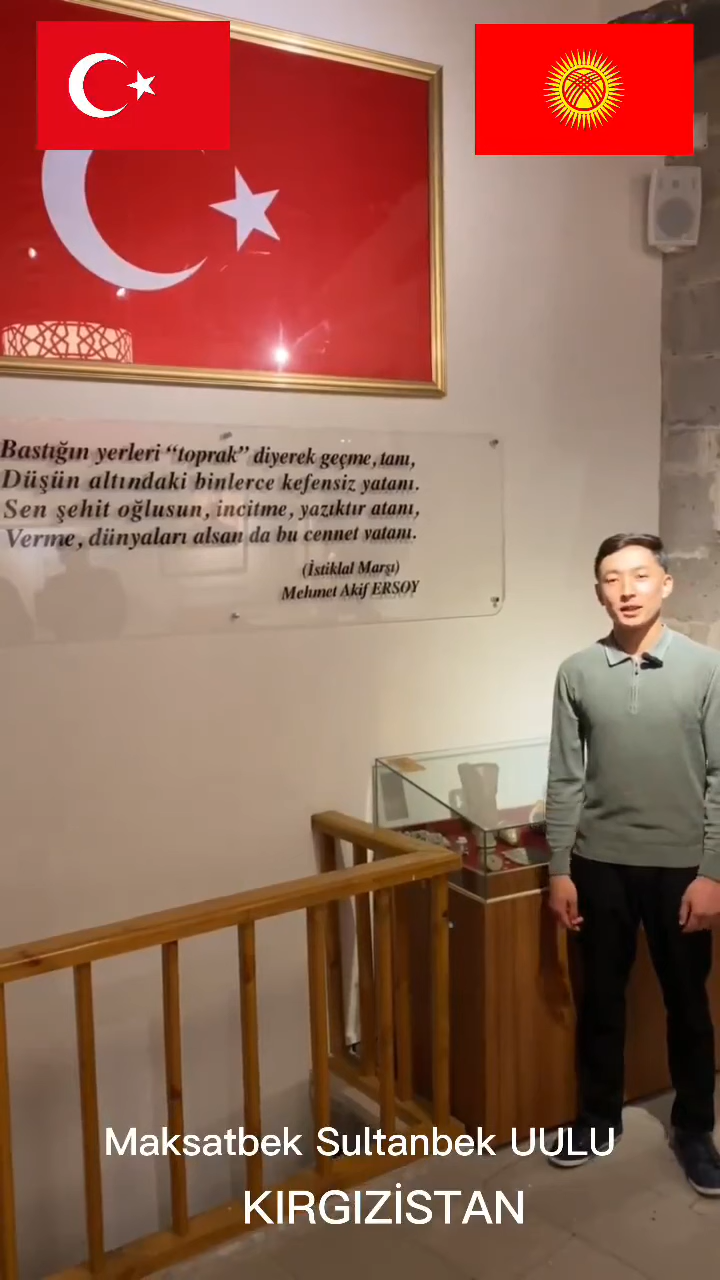 Bastığın yerleri “toprak” diyerek geçme, tanı,
Düşün altındaki binlerce kefensiz yatanı.
Sen şehit oğlusun, incitme, yazıktır atanı,
Verme, dünyaları alsan da bu cennet vatanı.
(İstiklal Marşı)
Mehmet Akif ERSOY
Maksatbek Sultanbek UULU
KIRGIZİSTAN